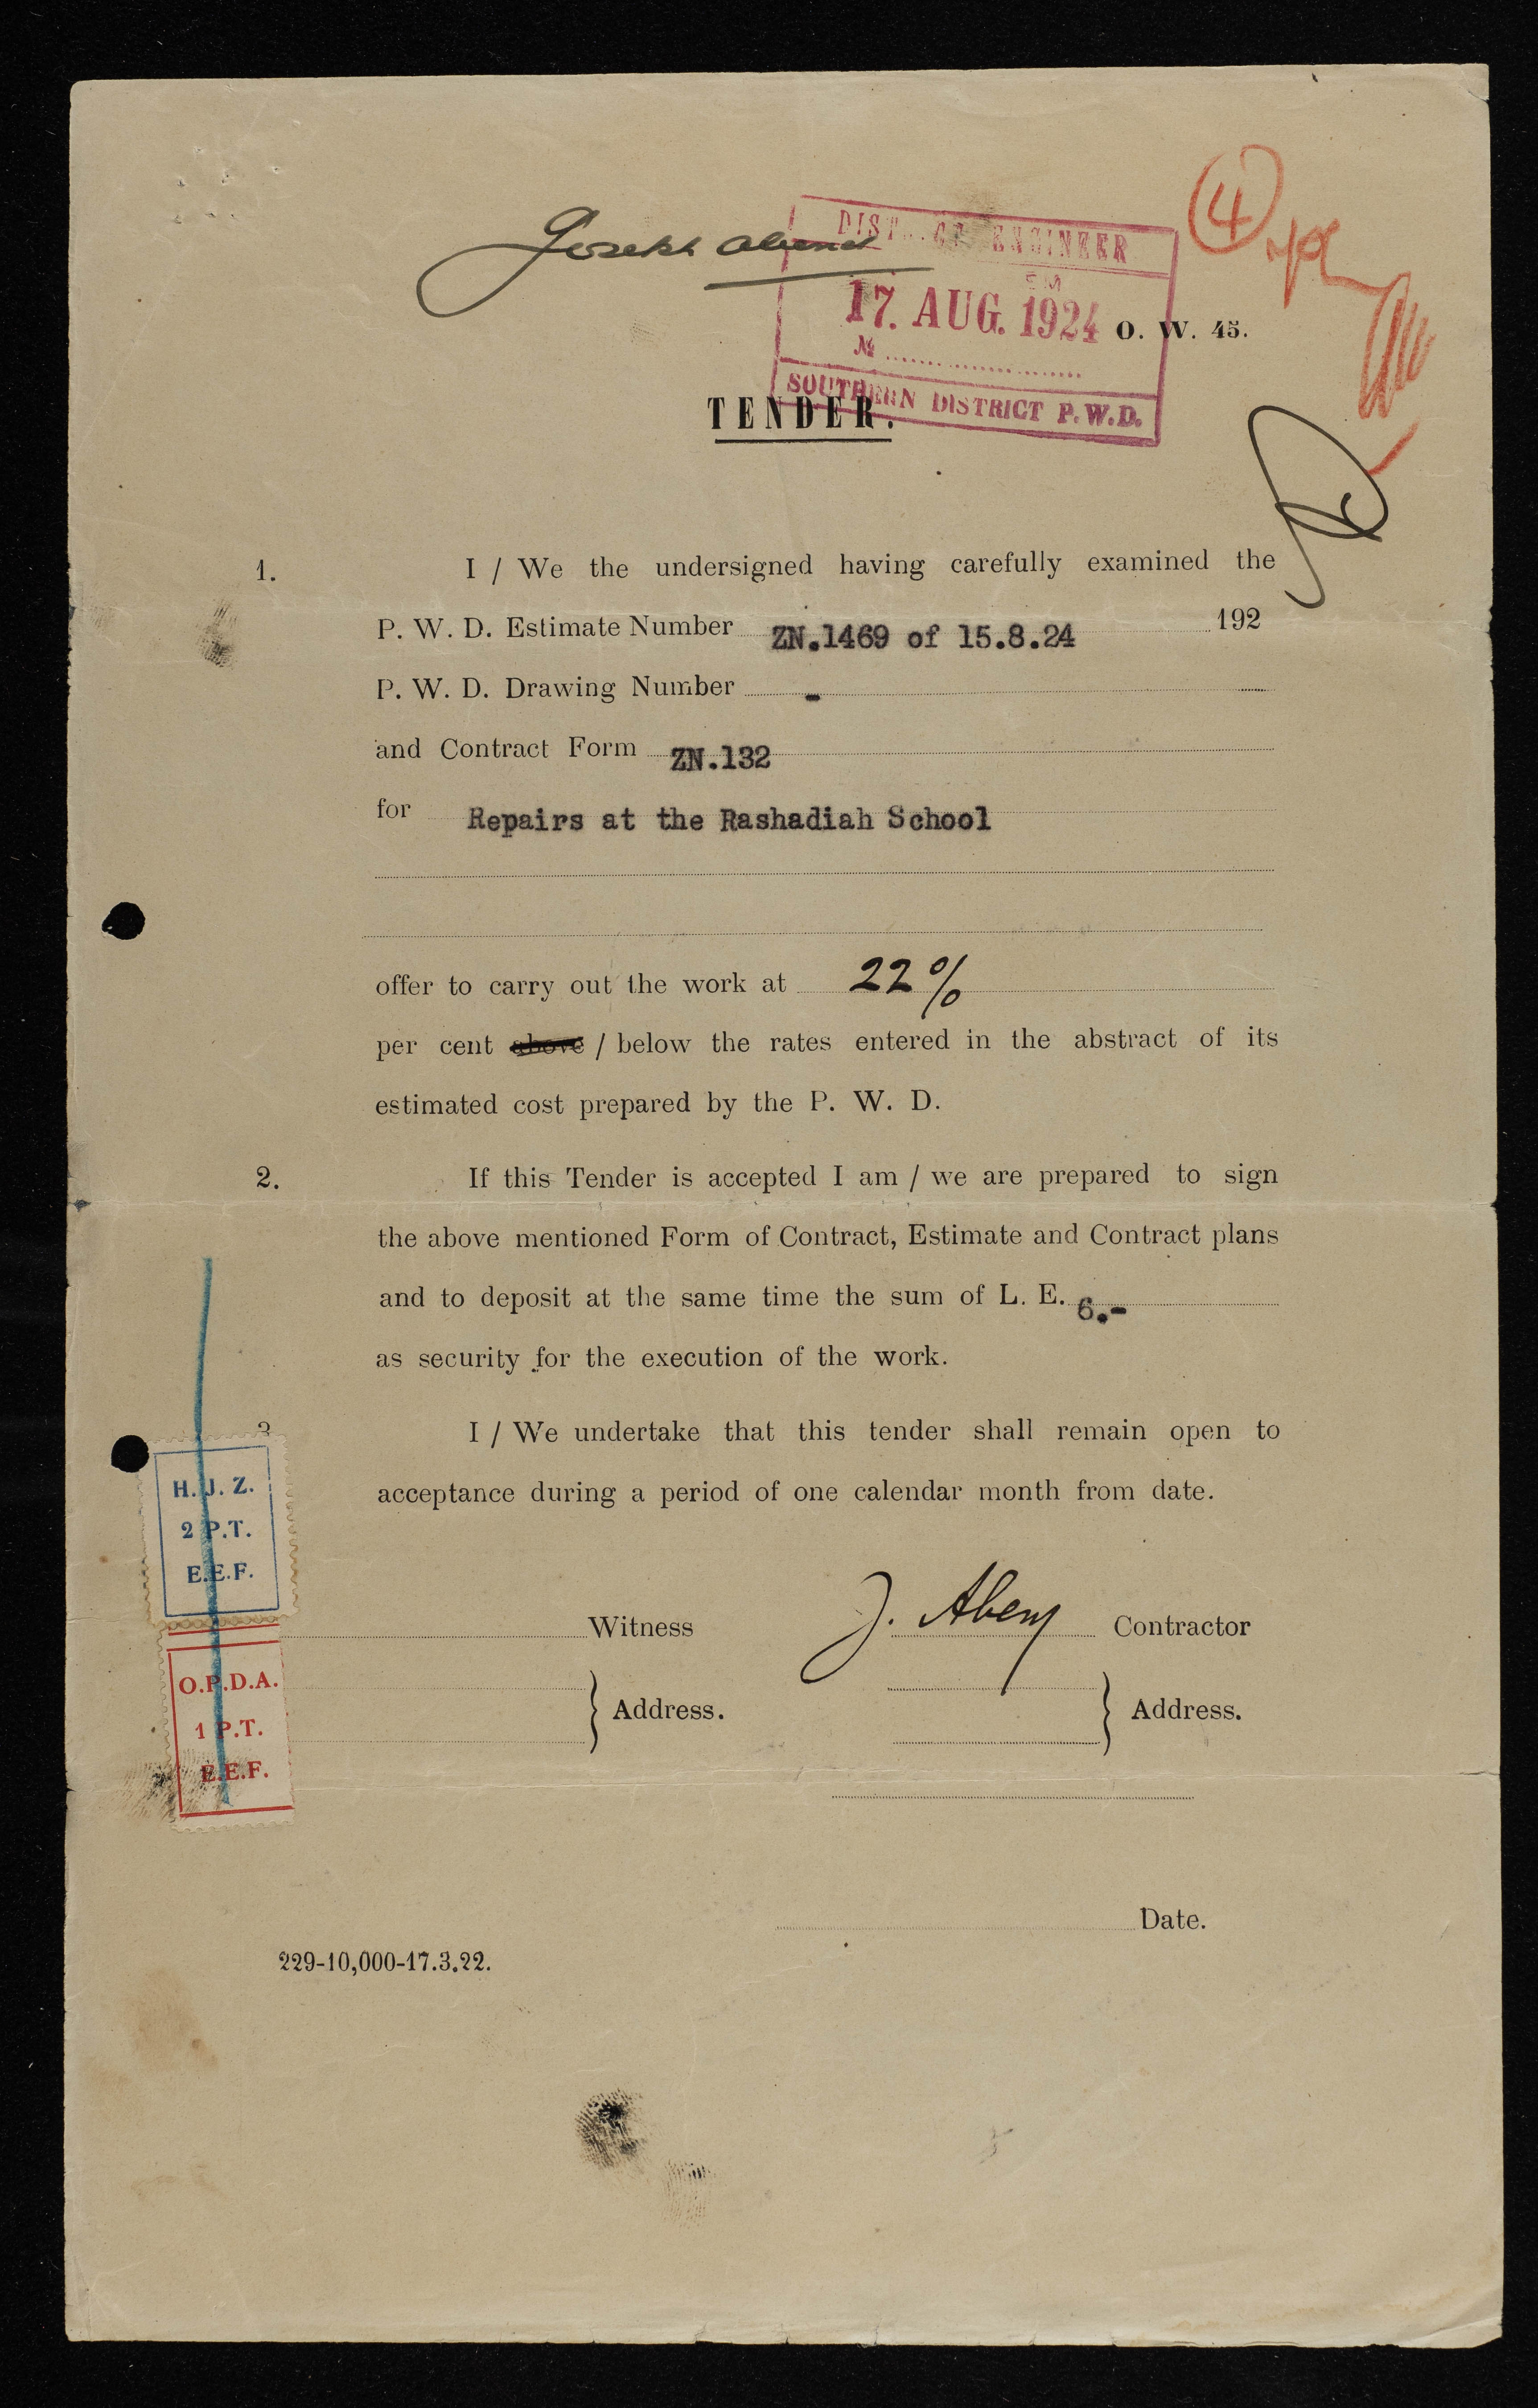 Joseph
DISTRICT ENGINEER
4
17. AUG. 1924
O. W. 45.
№
SOUTHERN DISTRICT P.W.D.
TENDER.
1. I / We the undersigned having carefully examined the
P. W. D. Estimate Number ZN.1469 of 15.8.24 192
P. W. D. Drawing Number -
and Contract Form ZN.132
for Repairs at the Rashadiah School
offer to carry out the work at 22%
per cent above / below the rates entered in the abstract of its
estimated cost prepared by the P. W. D.
2. If this Tender is accepted I am / we are prepared to sign
the above mentioned Form of Contract, Estimate and Contract plans
and to deposit at the same time the sum of L. E. 6.-
as security for the execution of the work.
3 I / We undertake that this tender shall remain open to
acceptance during a period of one calendar month from date.
H.J.Z.
2 P.T.
E.E.F.
Witness J. Contractor
O.P.D.A.
1 P.T.
E.E.F.
Address. Address.
Date.
229-10,000-17.3.22.